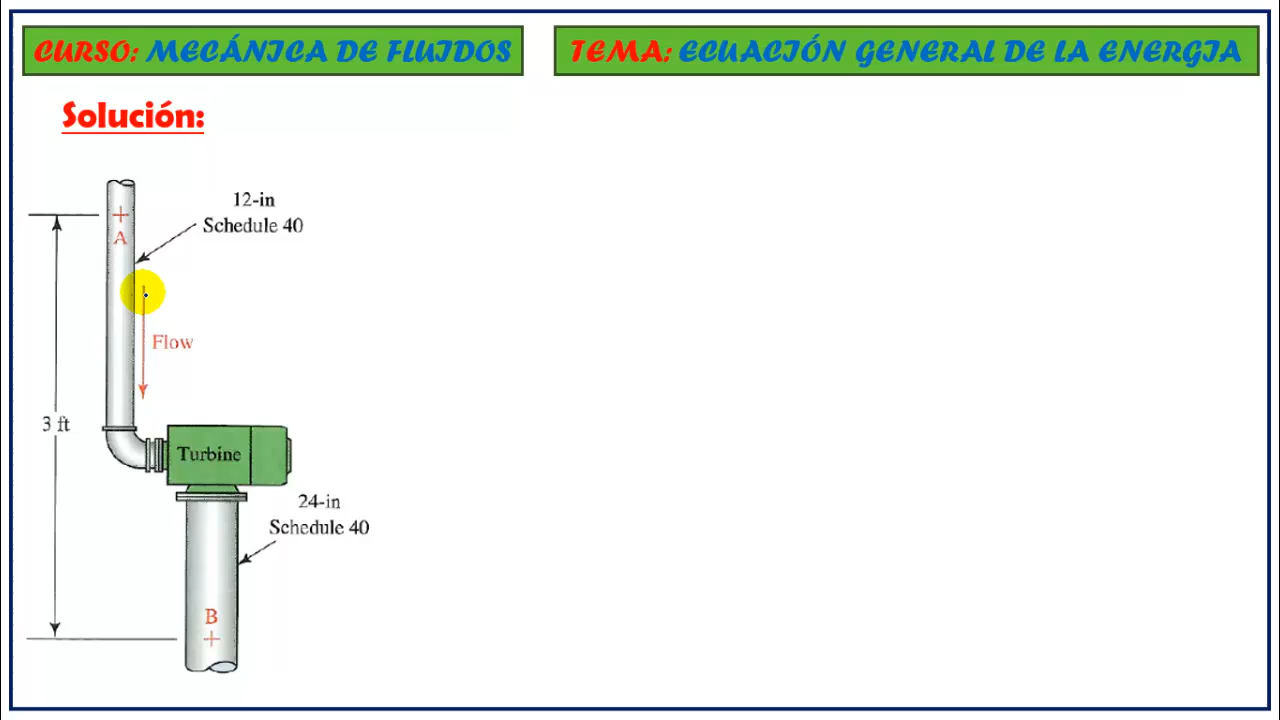 CURSO: MECÁNICA DE FLUIDOS
TEMA: ECUACIÓN GENERAL DE LA ENERGIA
Solución:
12-in
Schedule 40
A
Flow
3 ft
Turbine
24-in
Schedule 40
B